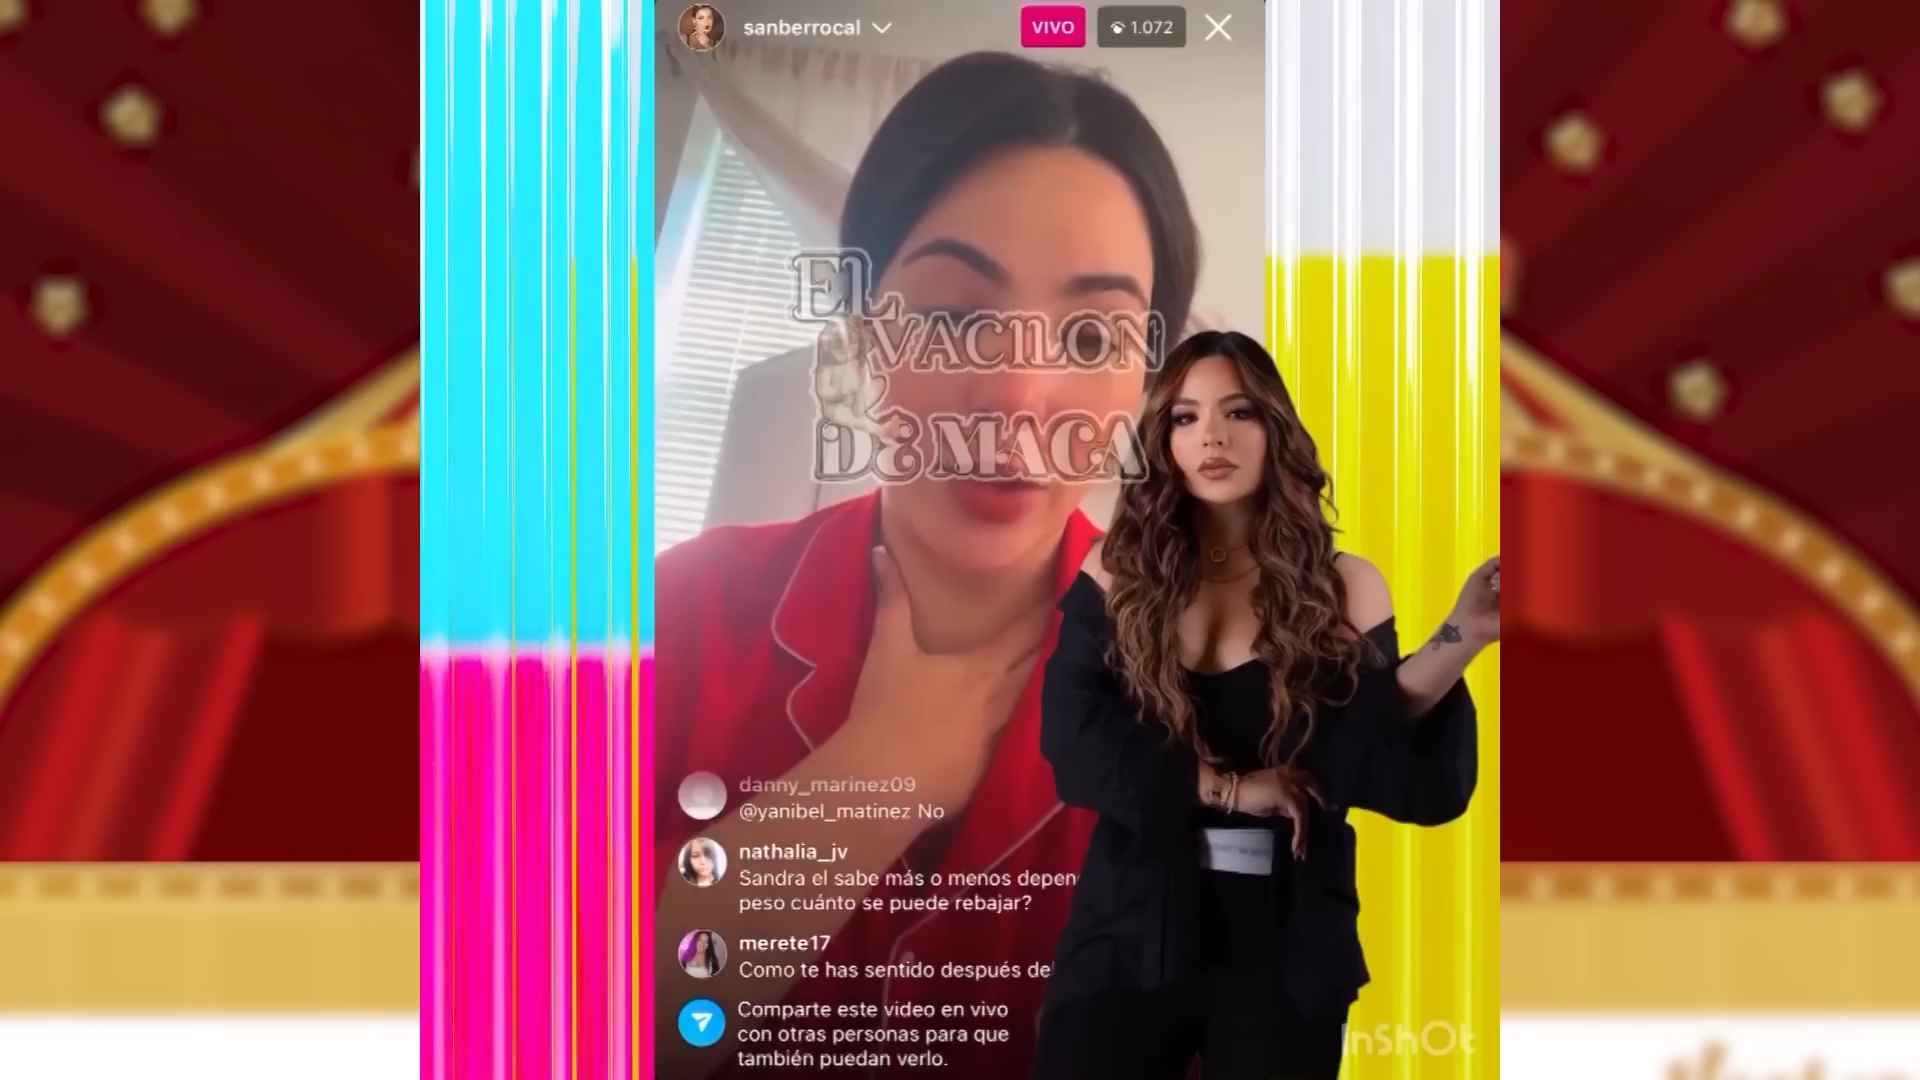 sanberrocal
VIVO
1.072
EL
VACILON
DE MACA
danny_marinez09
@yanibel_matinez No
nathalia_jv
Sandra el sabe más o menos depen
peso cuánto se puede rebajar?
merete17
Como te has sentido después de
Comparte este video en vivo
con otras personas para que
también puedan verlo.
InShOt